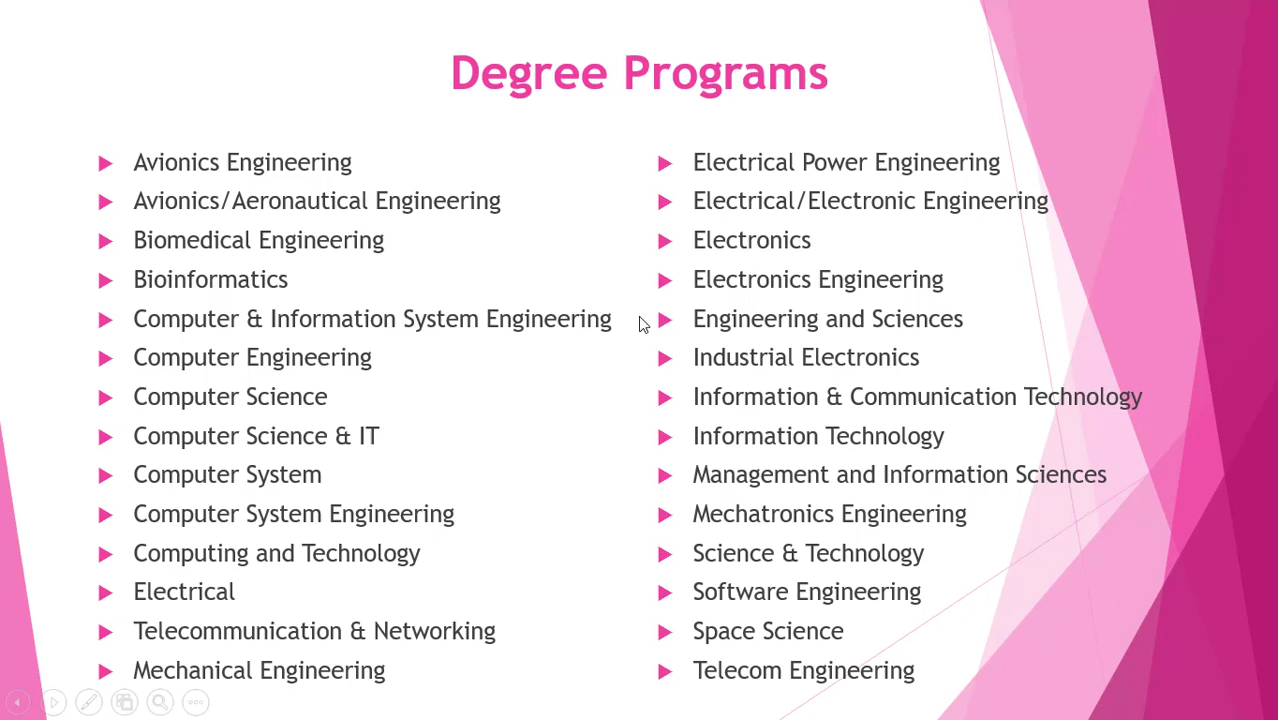 Degree Programs
Avionics Engineering
Avionics/Aeronautical Engineering
Biomedical Engineering
Bioinformatics
Computer & Information System Engineering
Computer Engineering
Computer Science
Computer Science & IT
Computer System
Computer System Engineering
Computing and Technology
Electrical
Telecommunication & Networking
Mechanical Engineering
Electrical Power Engineering
Electrical/Electronic Engineering
Electronics
Electronics Engineering
Engineering and Sciences
Industrial Electronics
Information & Communication Technology
Information Technology
Management and Information Sciences
Mechatronics Engineering
Science & Technology
Software Engineering
Space Science
Telecom Engineering